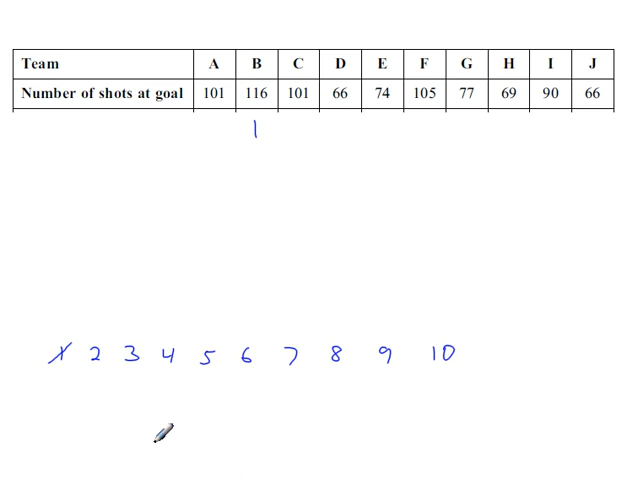 Team A B C D E F G H I J
Number of shots at goal 101 116 101 66 74 105 77 69 90 66
1
1 2 3 4 5 6 7 8 9 10